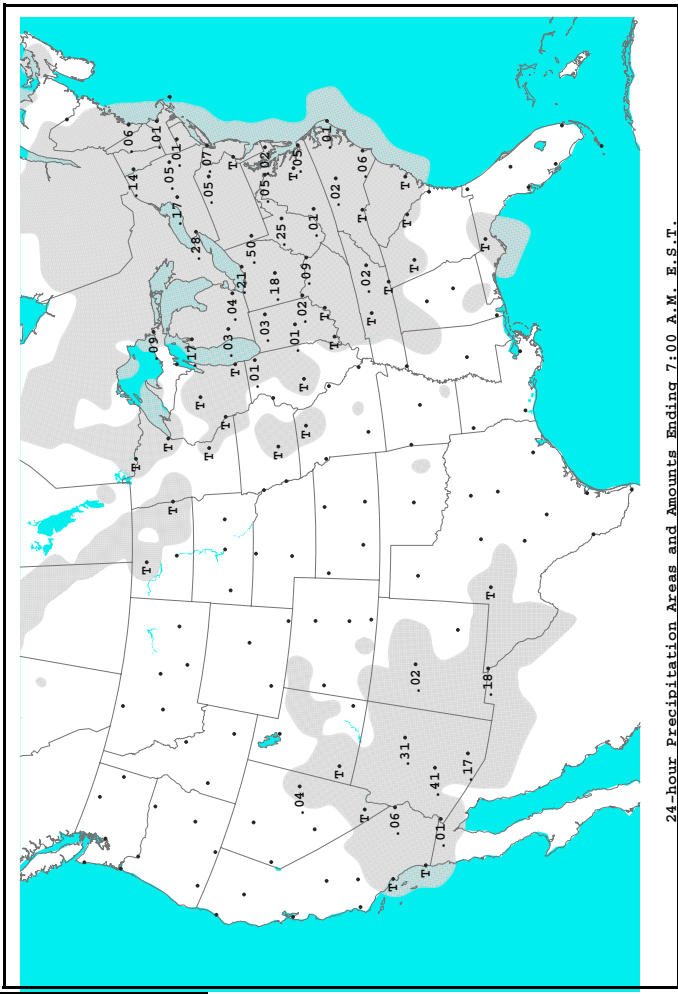 .06
.14
T
T
.01
.09
T
.05
T
.01
.17
.17
.28
T
.05
.07
T
T
.03
.04
T
T
.21
.50
.01
.03
.05
.02
.18
T
.25
T
.05
.01
.04
.02
.09
T
T
.01
T
.01
T
.02
T
T
.06
T
.02
T
T
T
.06
.31
T
T
T
.02
T
.41
.01
.17
T
.18
T
24-hour Precipitation Areas and Amounts Ending 7:00 A.M. E.S.T.